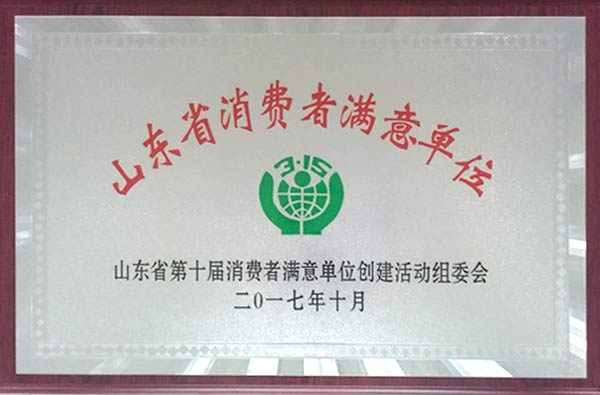 山东省消费者满意单位
3·15
山东省第十届消费者满意单位创建活动组委会
二〇一七年十月